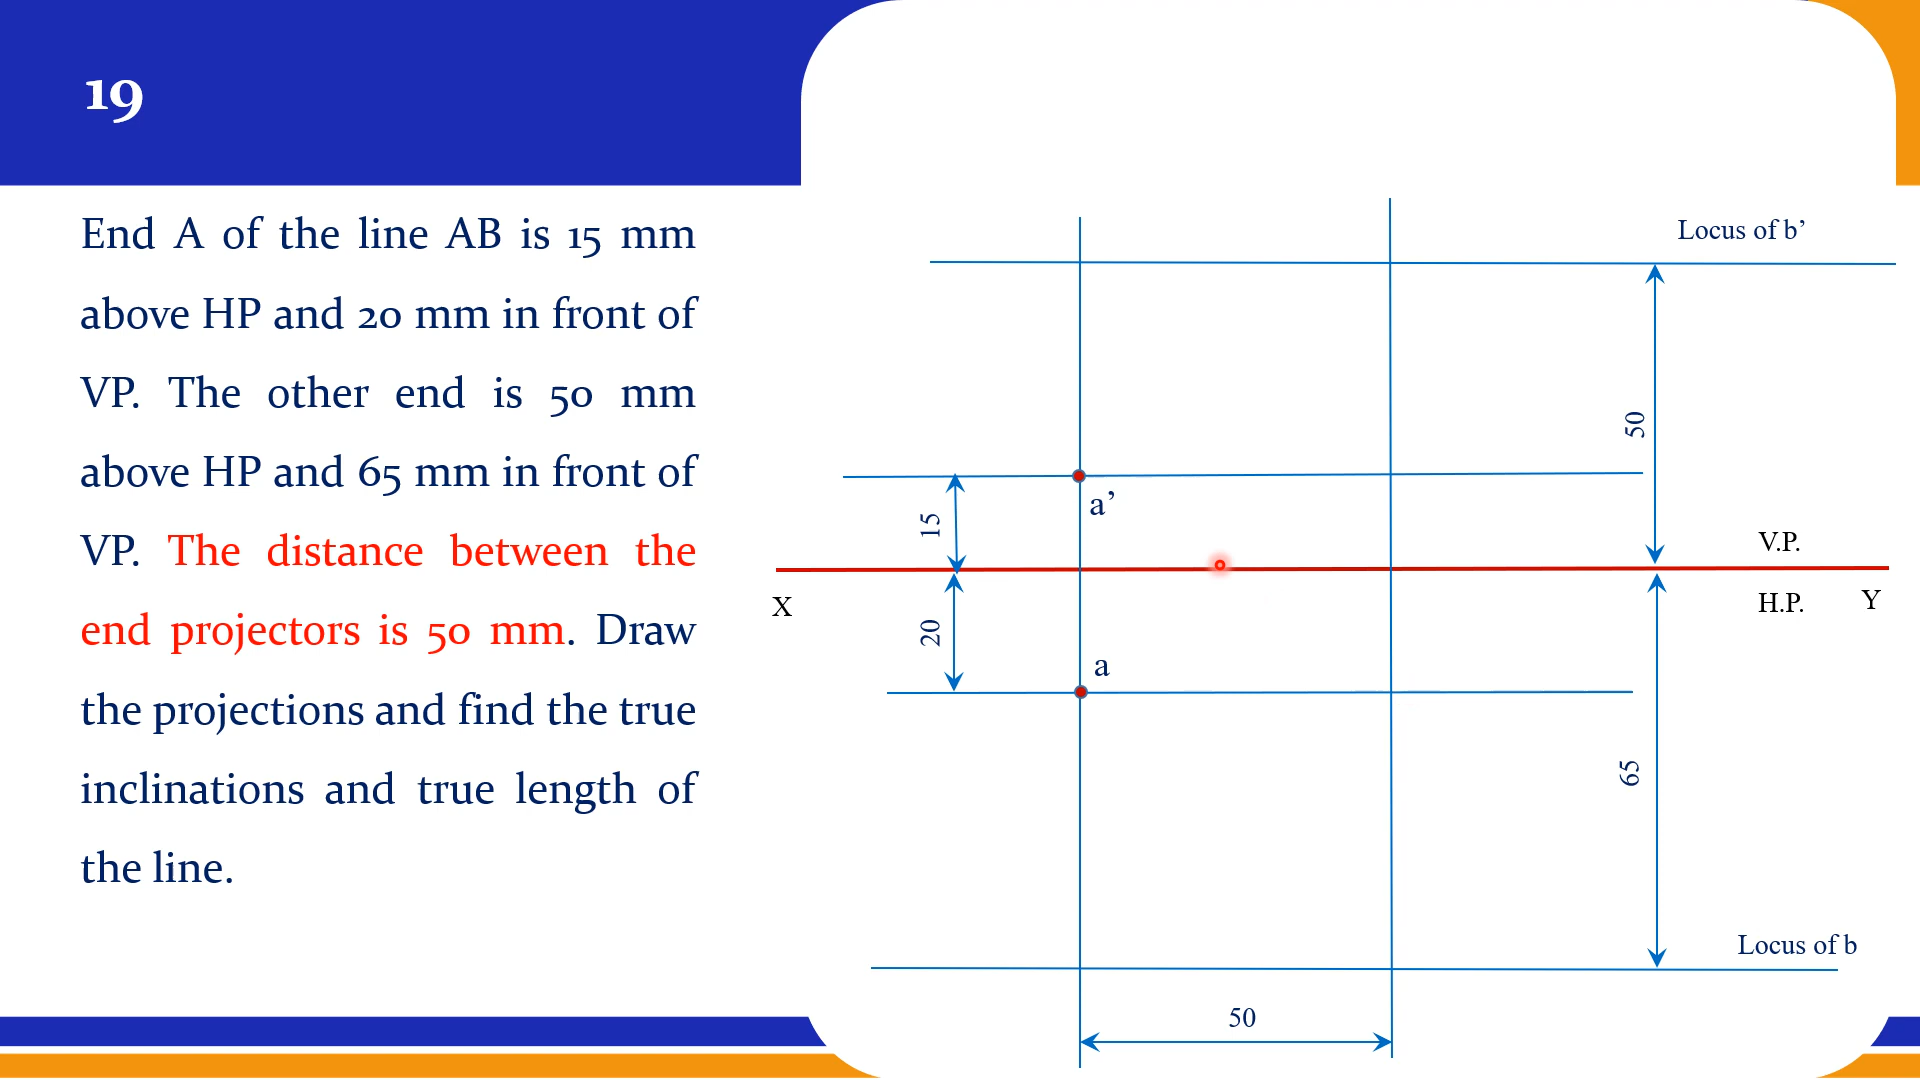 19
End A of the line AB is 15 mm
above HP and 20 mm in front of
VP. The other end is 50 mm
above HP and 65 mm in front of
VP. The distance between the
end projectors is 50 mm. Draw
the projections and find the true
inclinations and true length of
the line.
Locus of b’
50
a’
15
V.P.
X
H.P.
Y
20
a
65
Locus of b
50